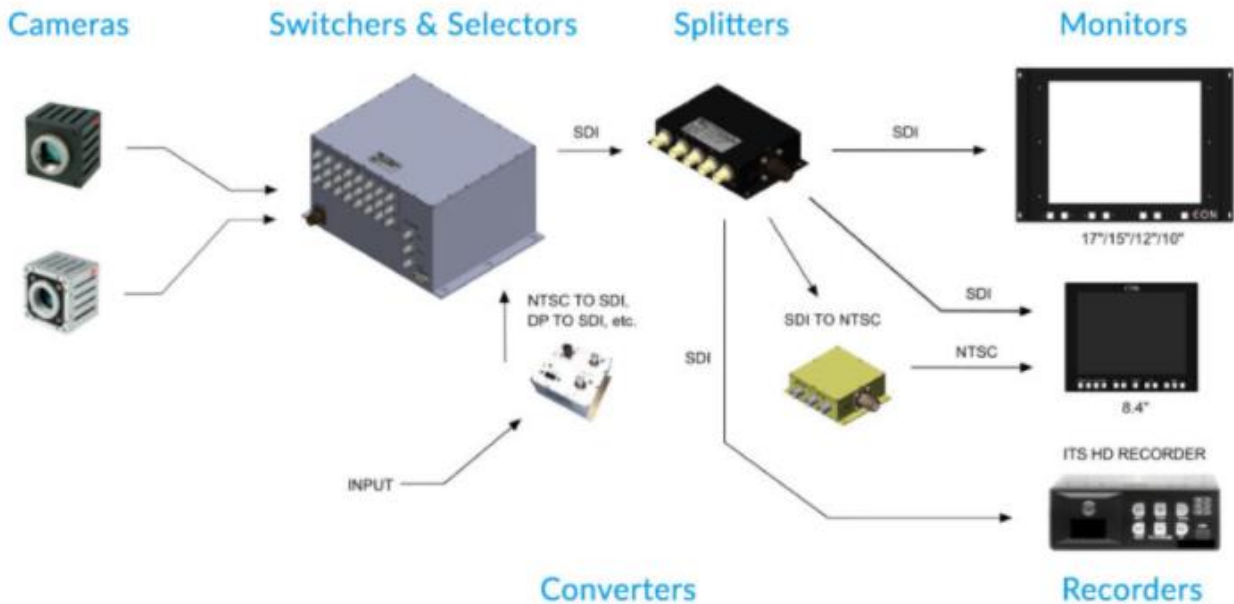 Cameras
Switchers & Selectors
Splitters
Monitors
SDI
SDI
17"/15"/12"/10"
NTSC TO SDI,
DP TO SDI, etc.
SDI TO NTSC
SDI
SDI
NTSC
8.4"
INPUT
ITS HD RECORDER
Converters
Recorders